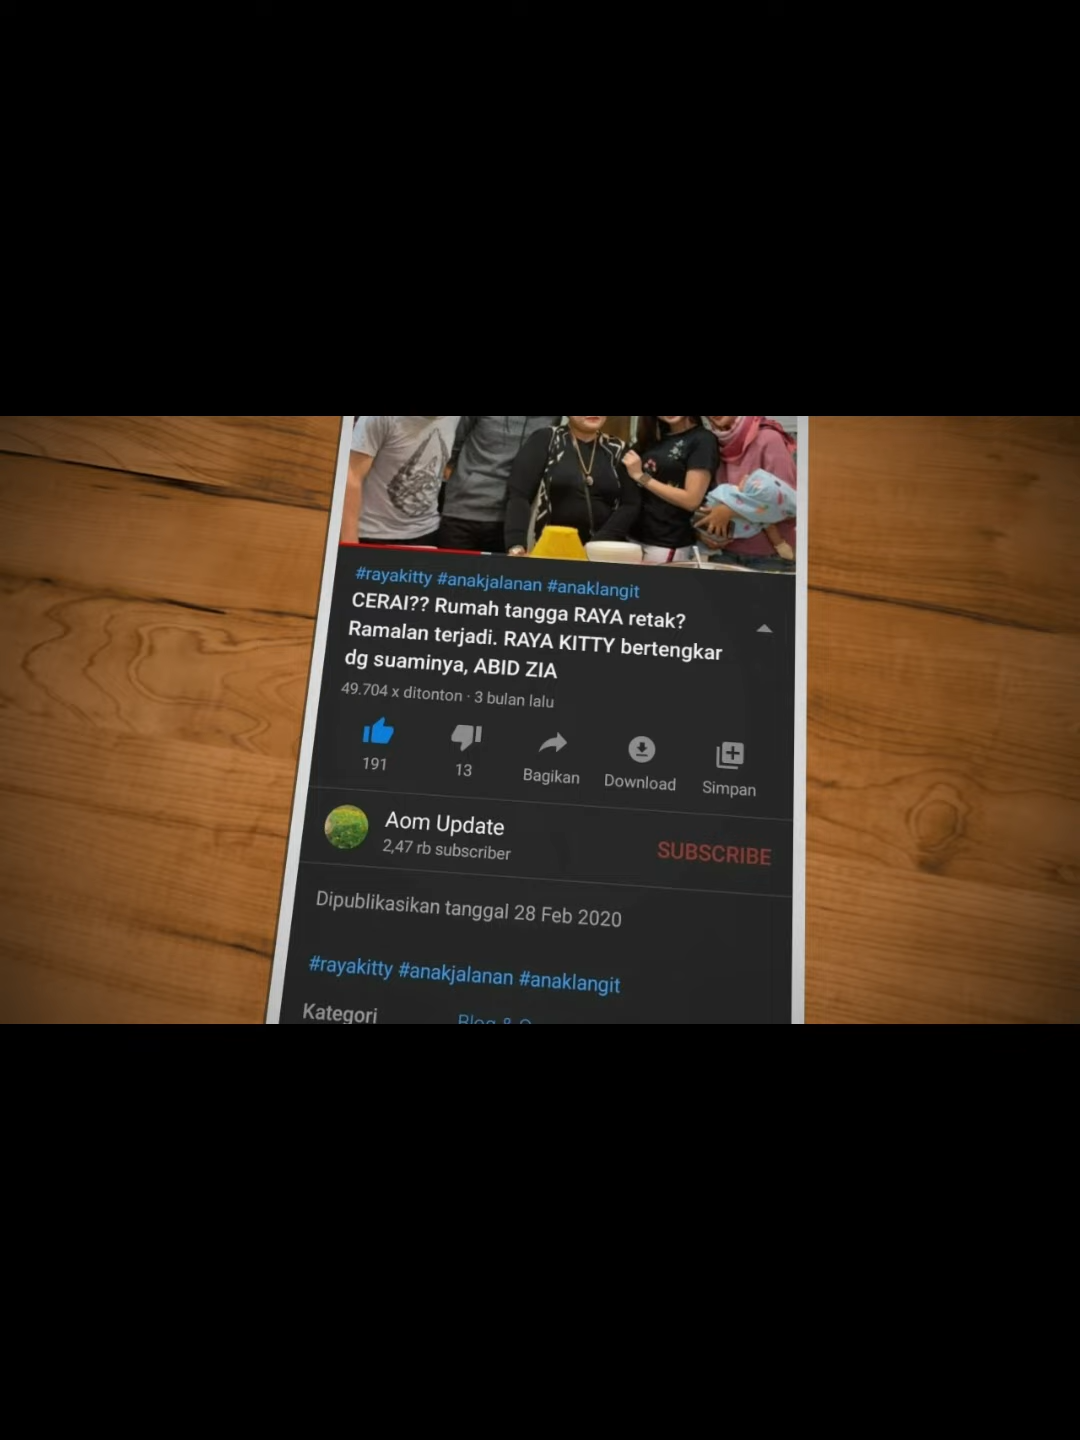 #rayakitty #anakjalanan #anaklangit
CERAI?? Rumah tangga RAYA retak?
Ramalan terjadi. RAYA KITTY bertengkar
dg suaminya, ABID ZIA
49.704 x ditonton · 3 bulan lalu
191 13 Bagikan Download Simpan
Aom Update
2,47 rb subscriber
SUBSCRIBE
Dipublikasikan tanggal 28 Feb 2020
#rayakitty #anakjalanan #anaklangit
Kategori